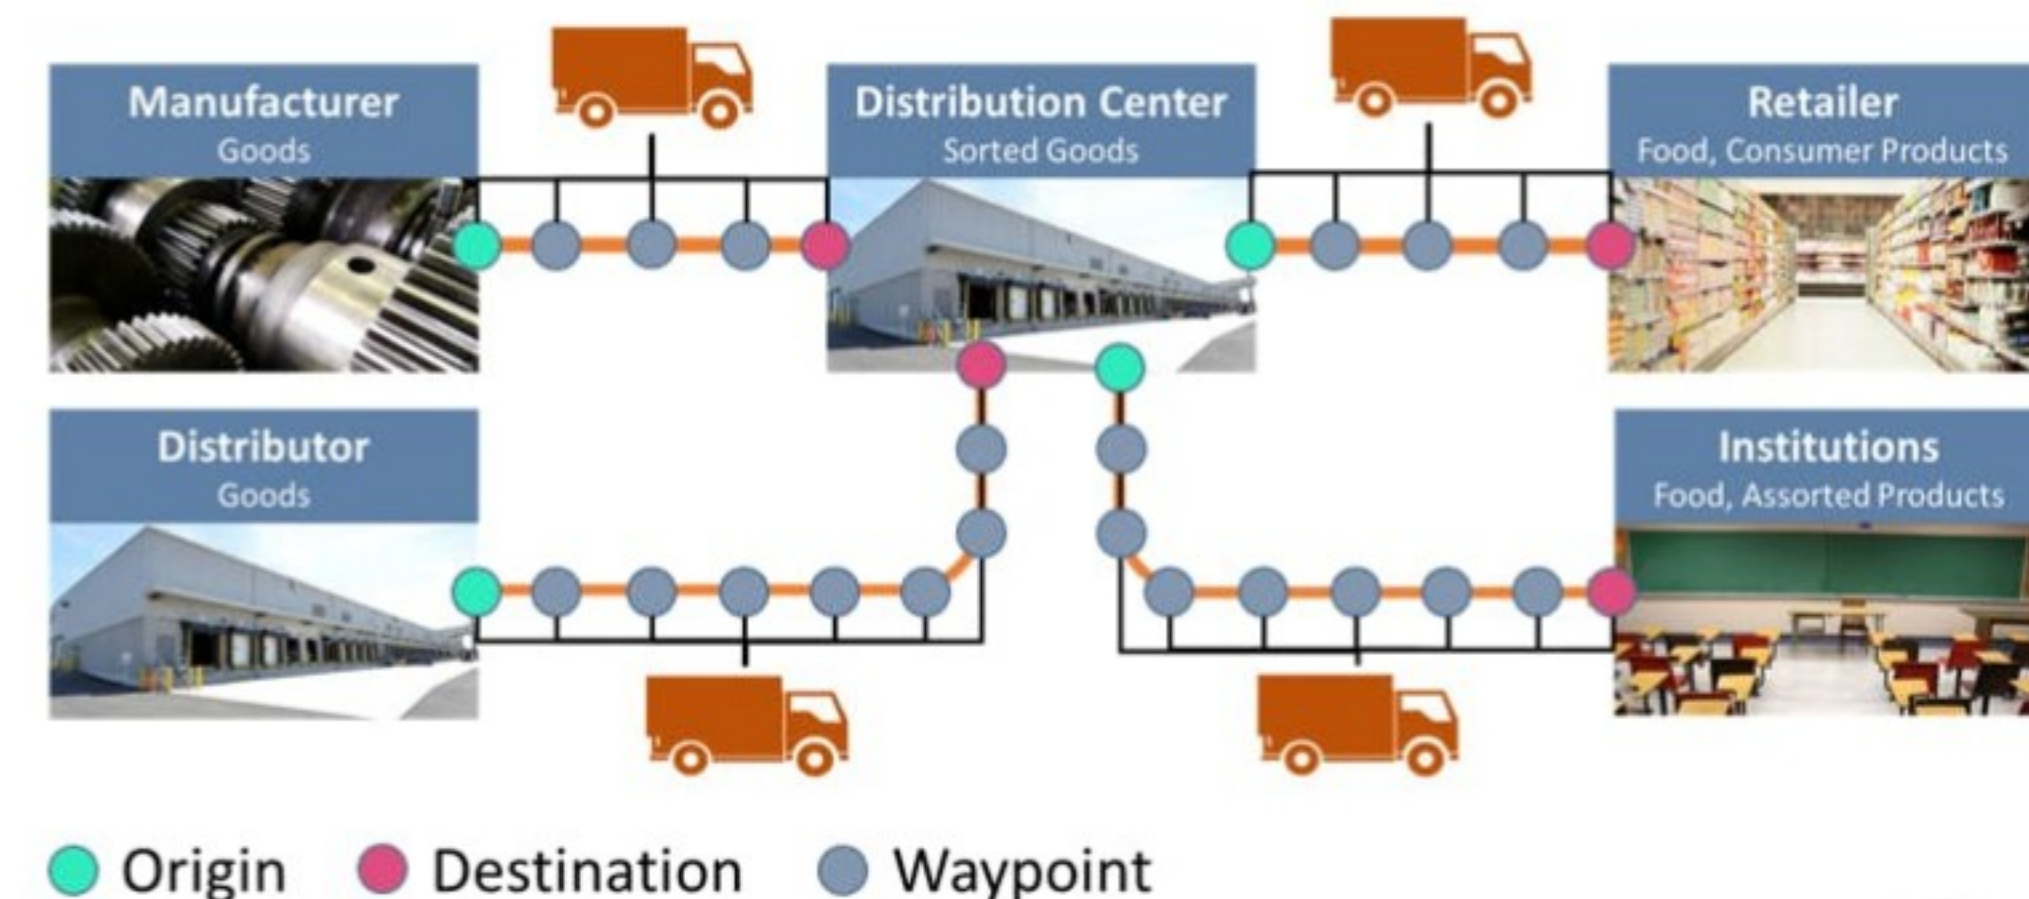 Manufacturer
Goods
Distribution Center
Sorted Goods
Retailer
Food, Consumer Products
Distributor
Goods
Institutions
Food, Assorted Products
Origin
Destination
Waypoint